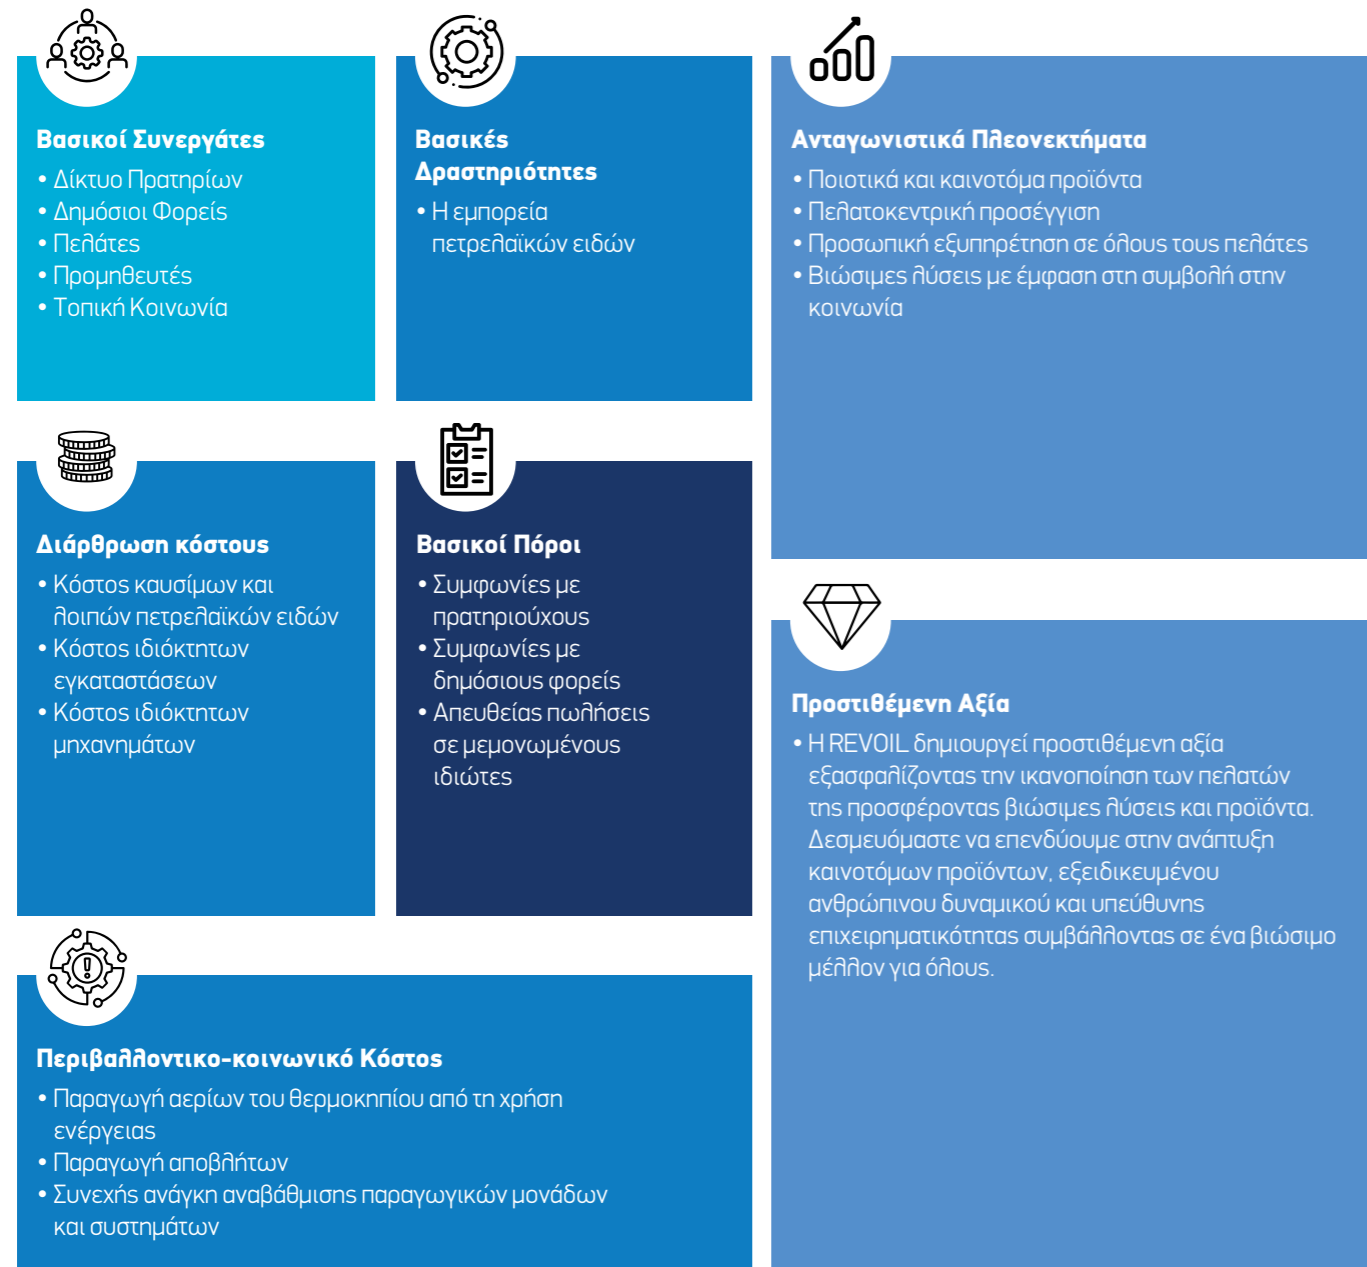 Βασικοί Συνεργάτες
• Δίκτυο Πρατηρίων
• Δημόσιοι Φορείς
• Πελάτες
• Προμηθευτές
• Τοπική Κοινωνία
Βασικές
Δραστηριότητες
• Η εμπορεία
πετρελαϊκών ειδών
Ανταγωνιστικά Πλεονεκτήματα
• Ποιοτικά και καινοτόμα προϊόντα
• Πελατοκεντρική προσέγγιση
• Προσωπική εξυπηρέτηση σε όλους τους πελάτες
• Βιώσιμες λύσεις με έμφαση στη συμβολή στην
κοινωνία
Διάρθρωση κόστους
• Κόστος καυσίμων και
λοιπών πετρελαϊκών ειδών
• Κόστος ιδιόκτητων
εγκαταστάσεων
• Κόστος ιδιόκτητων
μηχανημάτων
Βασικοί Πόροι
• Συμφωνίες με
πρατηριούχους
• Συμφωνίες με
δημόσιους φορείς
• Απευθείας πωλήσεις
σε μεμονωμένους
ιδιώτες
Προστιθέμενη Αξία
• Η REVOIL δημιουργεί προστιθέμενη αξία
εξασφαλίζοντας την ικανοποίηση των πελατών
της προσφέροντας βιώσιμες λύσεις και προϊόντα.
Δεσμευόμαστε να επενδύουμε στην ανάπτυξη
καινοτόμων προϊόντων, εξειδικευμένου
ανθρώπινου δυναμικού και υπεύθυνης
επιχειρηματικότητας συμβάλλοντας σε ένα βιώσιμο
μέλλον για όλους.
Περιβαλλοντικο-κοινωνικό Κόστος
• Παραγωγή αερίων του θερμοκηπίου από τη χρήση
ενέργειας
• Παραγωγή αποβλήτων
• Συνεχής ανάγκη αναβάθμισης παραγωγικών μονάδων
και συστημάτων